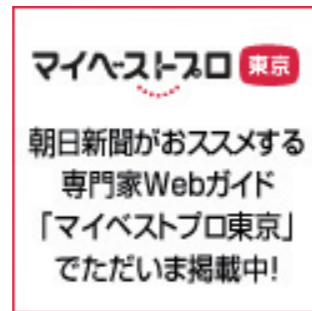 マイベストプロ 東京
朝日新聞がおススメする
専門家Webガイド
「マイベストプロ東京」
でただいま掲載中!